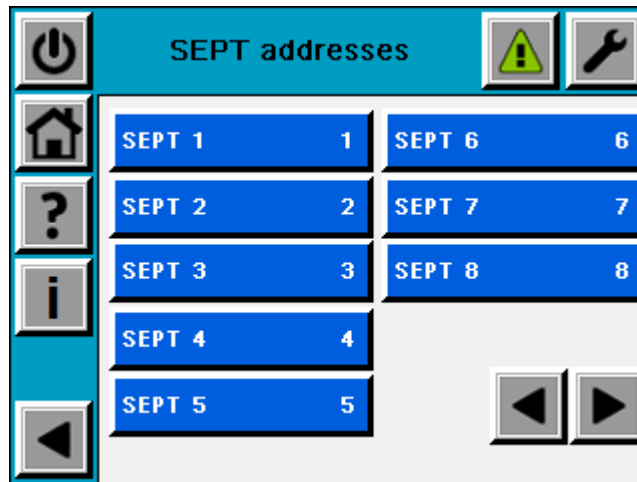 SEPT addresses
SEPT 1 1
SEPT 2 2
SEPT 3 3
SEPT 4 4
SEPT 5 5
SEPT 6 6
SEPT 7 7
SEPT 8 8
?
i